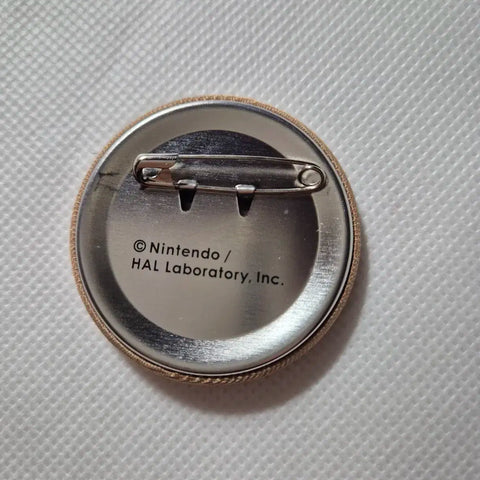 ©Nintendo /
HAL Laboratory, Inc.